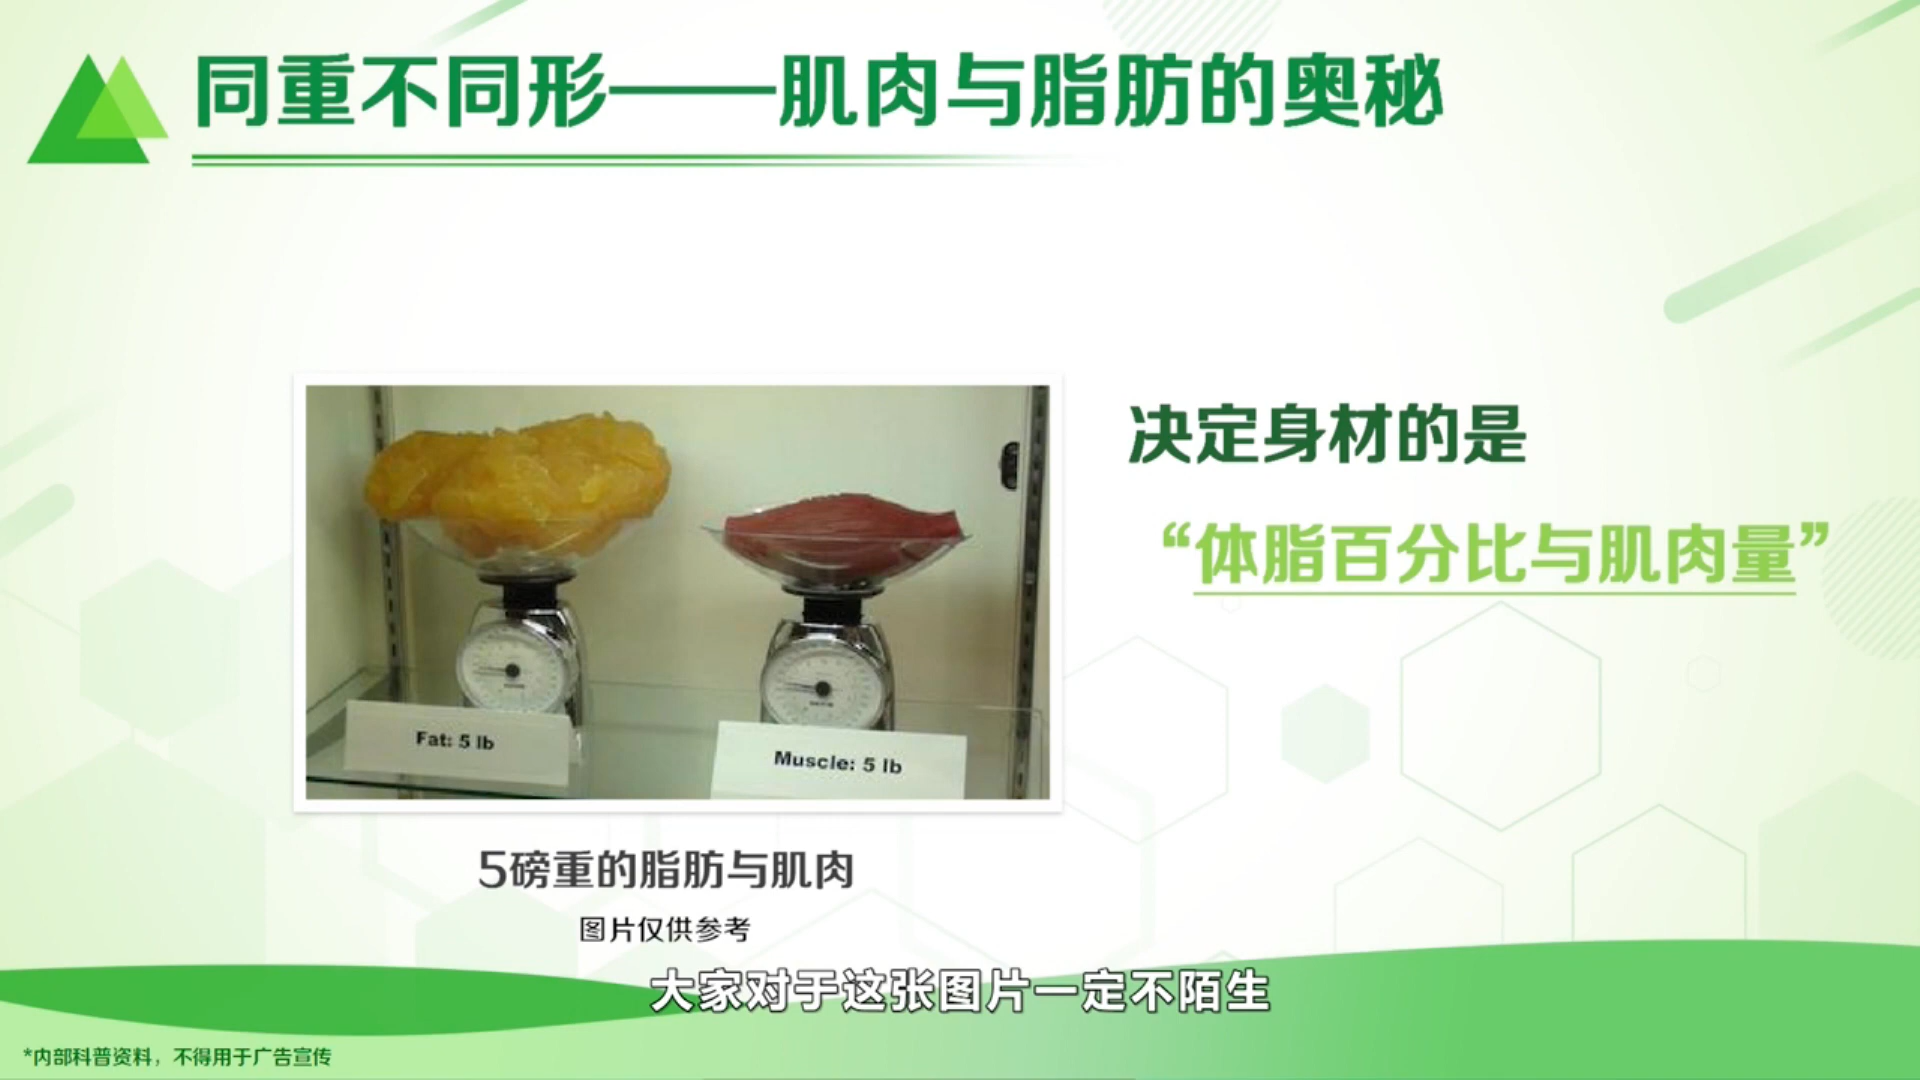 同重不同形——肌肉与脂肪的奥秘
决定身材的是
“体脂百分比与肌肉量”
Fat: 5 lb
Muscle: 5 lb
5磅重的脂肪与肌肉
图片仅供参考
大家对于这张图片一定不陌生
*内部科普资料，不得用于广告宣传